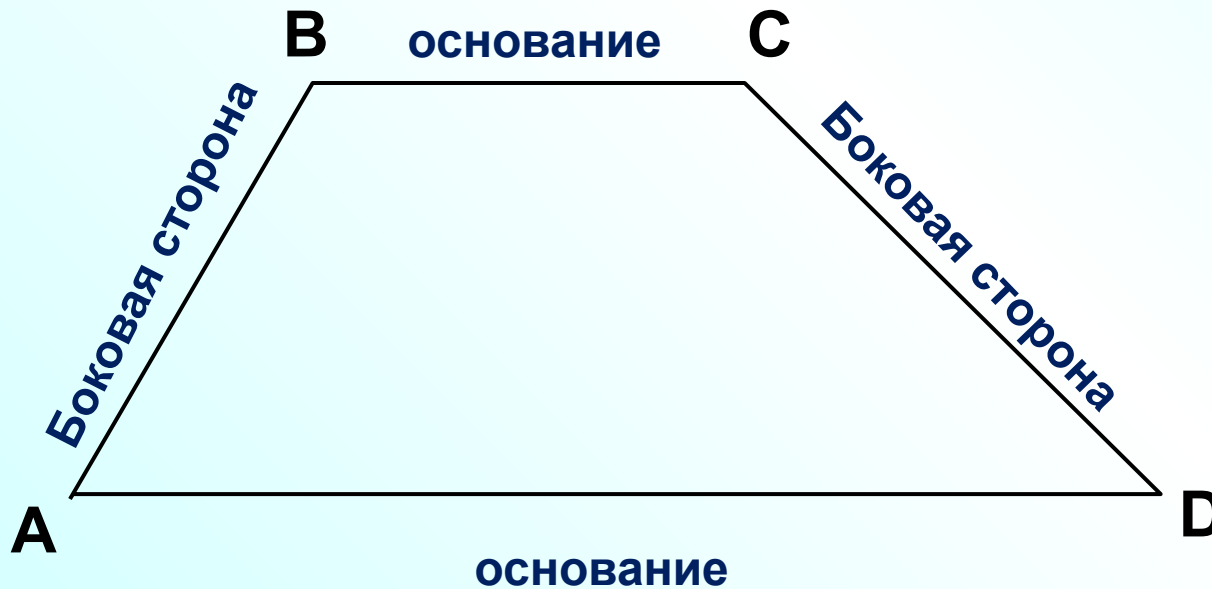 B
основание
C
Боковая сторона
Боковая сторона
A
D
основание